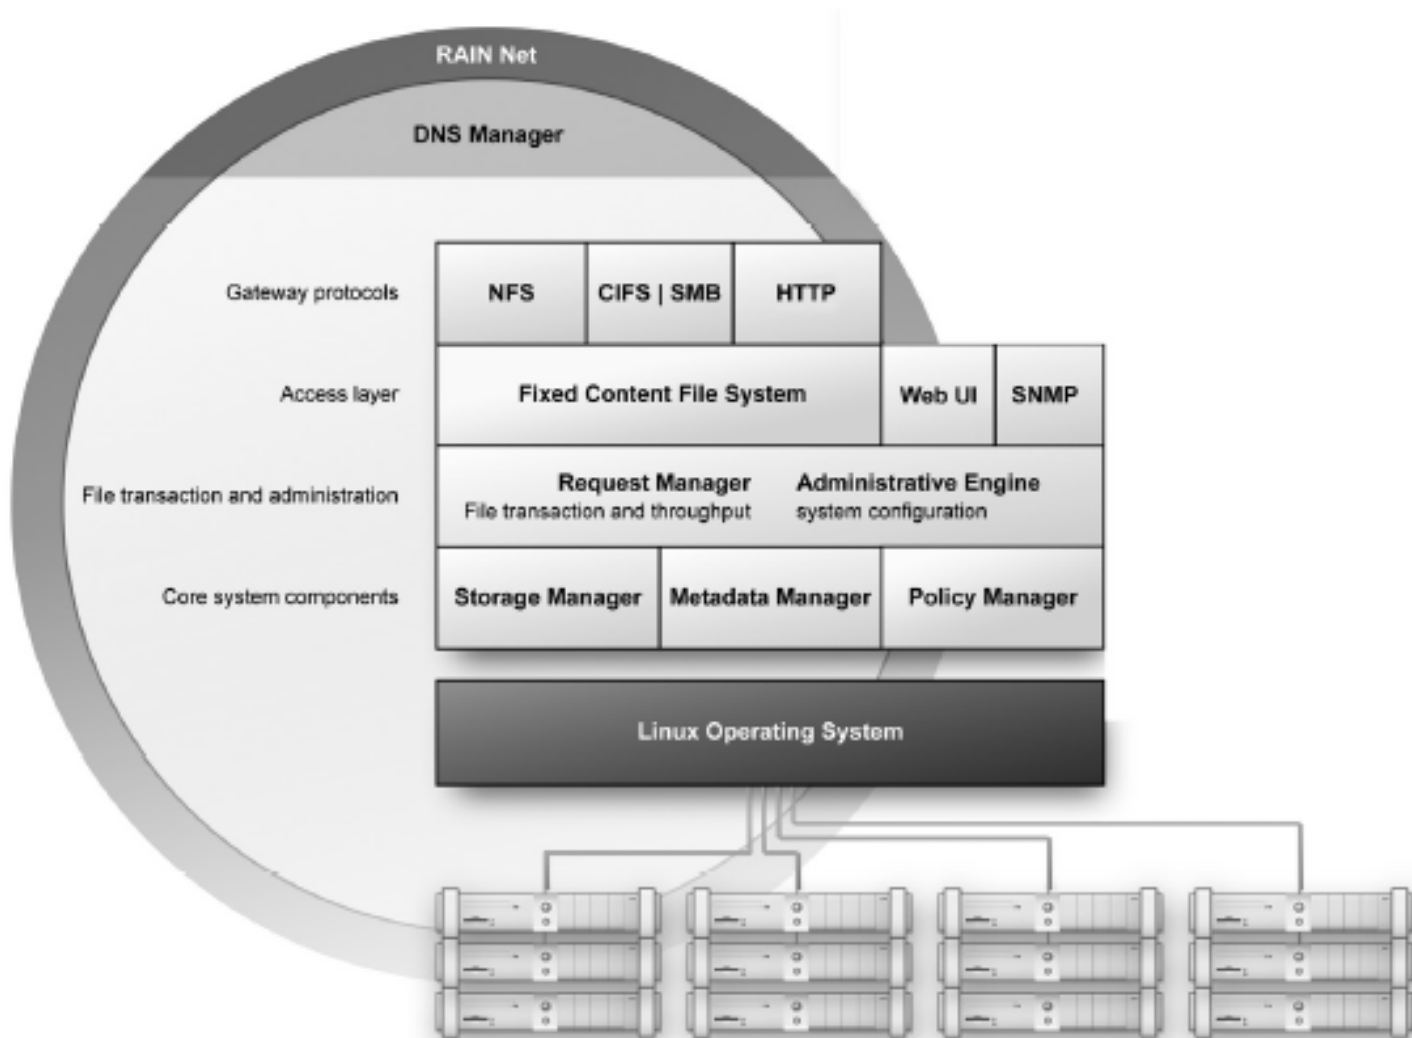 RAIN Net
DNS Manager
Gateway protocols
NFS
CIFS | SMB
HTTP
Access layer
Fixed Content File System
Web UI
SNMP
File transaction and administration
Request Manager
File transaction and throughput
Administrative Engine
system configuration
Core system components
Storage Manager
Metadata Manager
Policy Manager
Linux Operating System